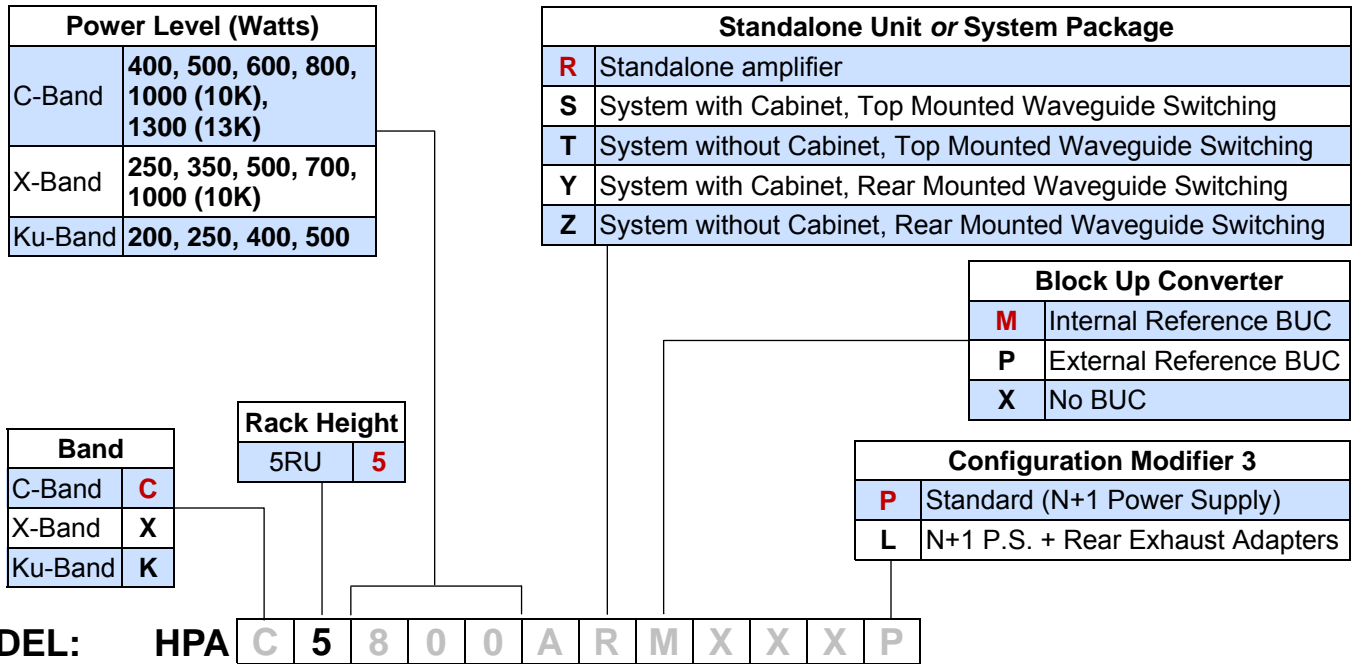 Power Level (Watts)
C-Band 400, 500, 600, 800,
1000 (10K),
1300 (13K)
X-Band 250, 350, 500, 700,
1000 (10K)
Ku-Band 200, 250, 400, 500
Standalone Unit or System Package
R Standalone amplifier
S System with Cabinet, Top Mounted Waveguide Switching
T System without Cabinet, Top Mounted Waveguide Switching
Y System with Cabinet, Rear Mounted Waveguide Switching
Z System without Cabinet, Rear Mounted Waveguide Switching
Block Up Converter
M Internal Reference BUC
P External Reference BUC
X No BUC
Rack Height
5RU 5
Band
C-Band C
X-Band X
Ku-Band K
Configuration Modifier 3
P Standard (N+1 Power Supply)
L N+1 P.S. + Rear Exhaust Adapters
DEL: HPA C 5 8 0 0 A R M X X X P